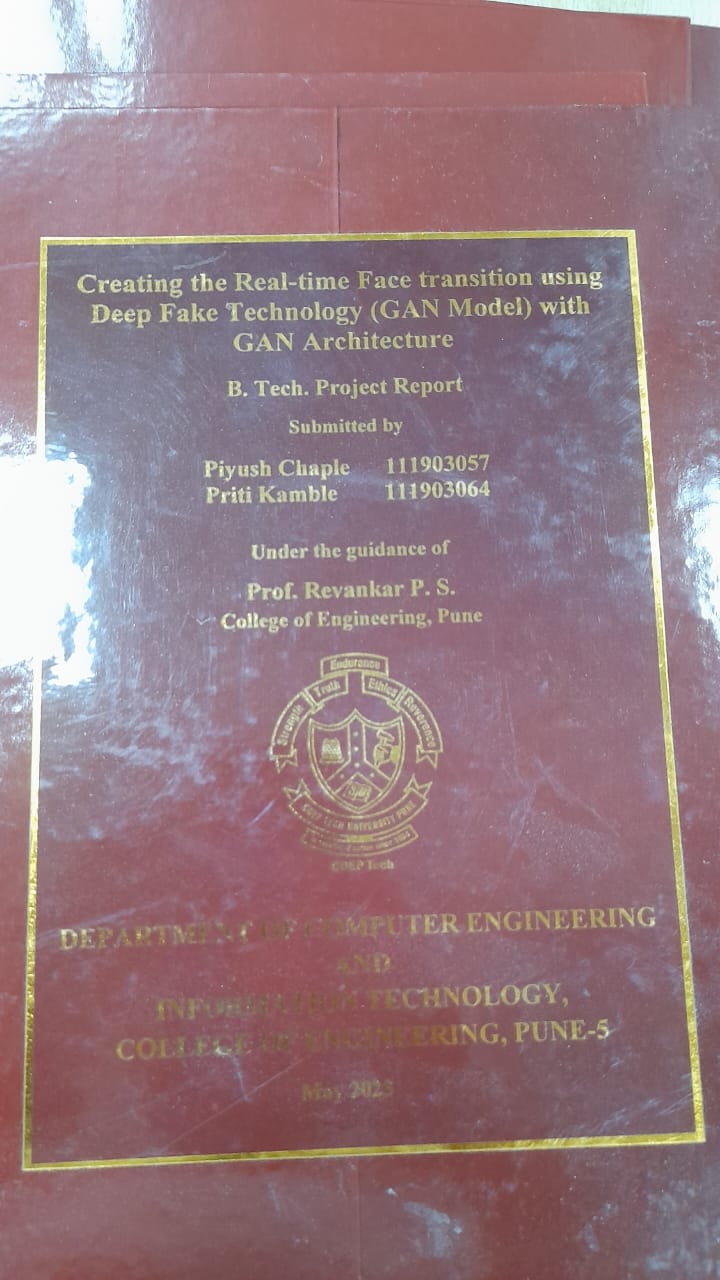 Creating the Real-time Face transition using
Deep Fake Technology (GAN Model) with
GAN Architecture
B. Tech. Project Report
Submitted by
Piyush Chaple 111903057
Priti Kamble 111903064
Under the guidance of
Prof. Revankar P. S.
College of Engineering, Pune
Endurance
Truth Ethics
Strength Reverence
COEP TECH UNIVERSITY PUNE
COEP Tech
DEPARTMENT OF COMPUTER ENGINEERING
AND
INFORMATION TECHNOLOGY,
COLLEGE OF ENGINEERING, PUNE-5
May 2023